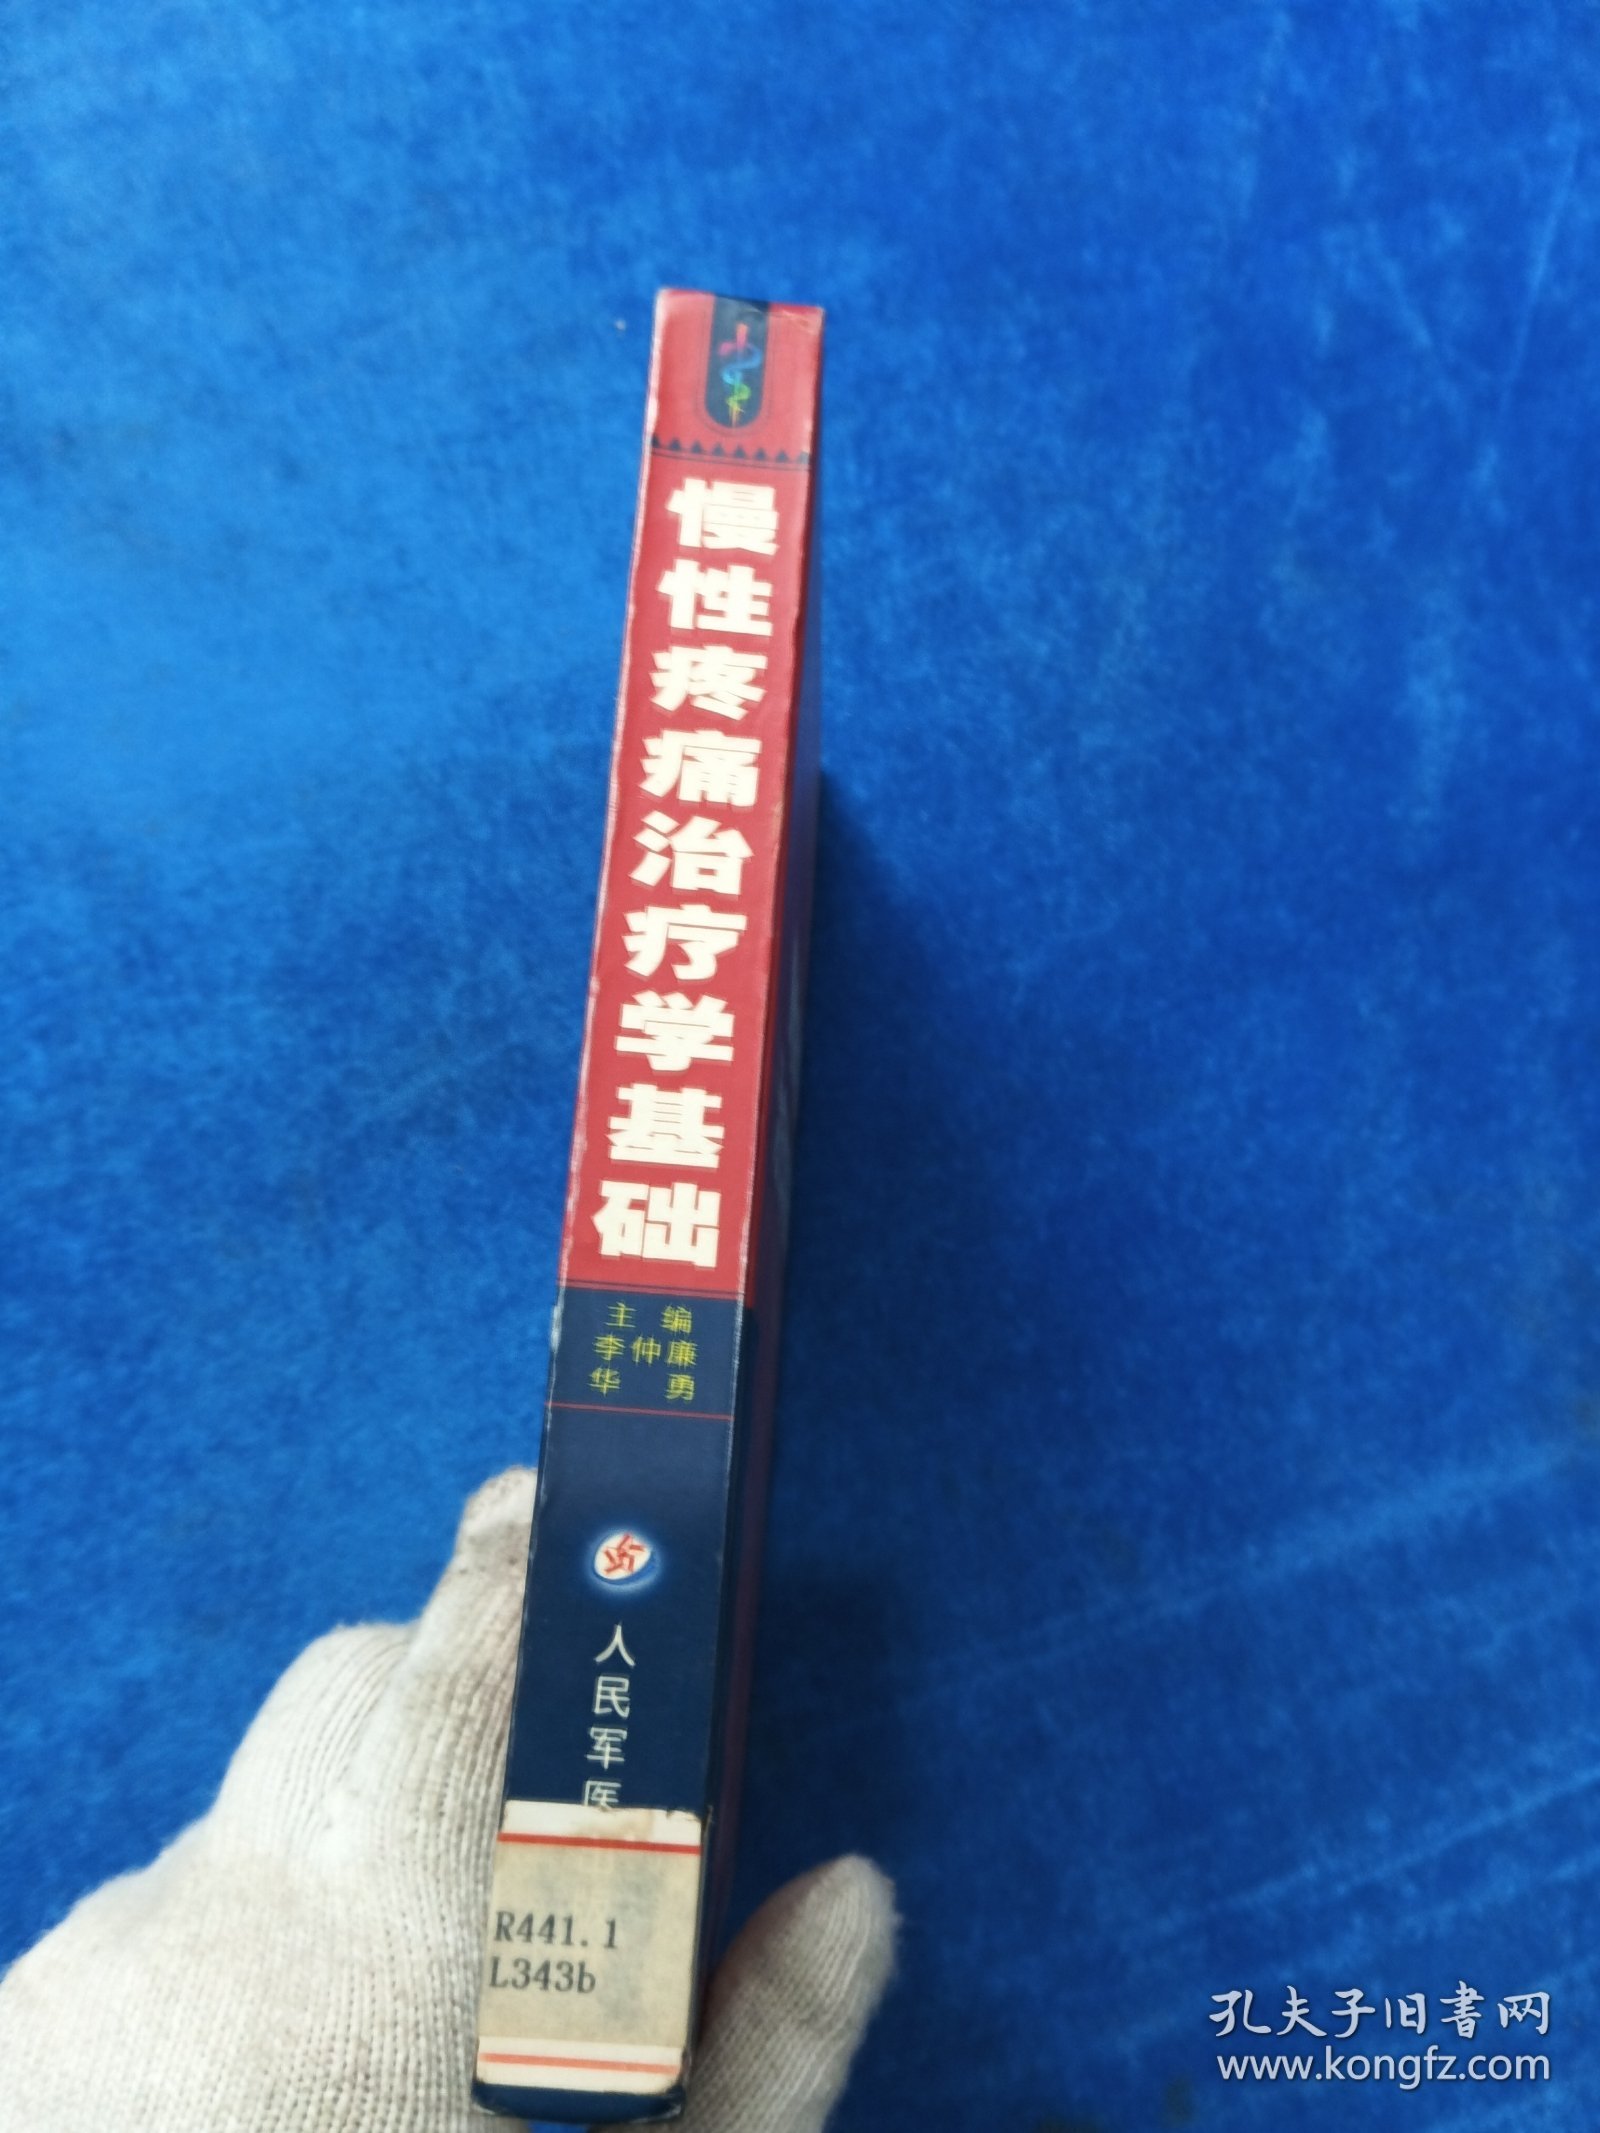 慢性疼痛治疗学基础
主 编
李仲廉
华 勇
人民军医
R441.1
L343b
孔夫子旧书网
www.kongfz.com